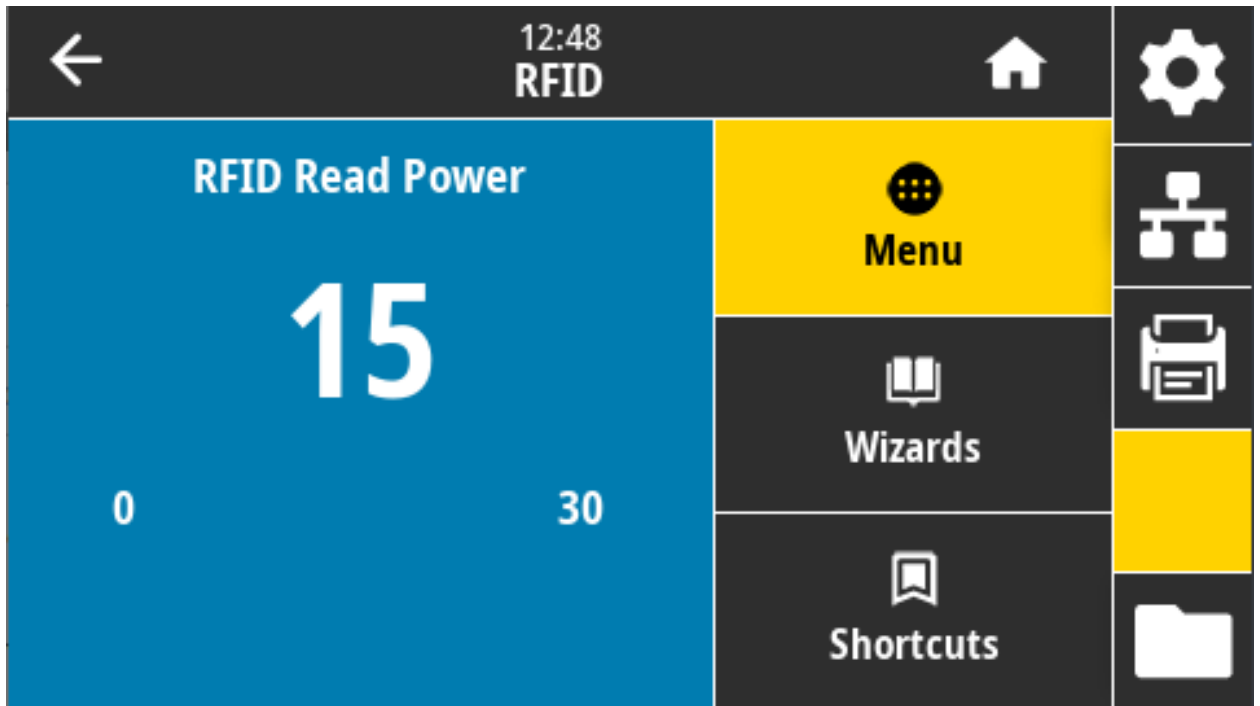 12:48
RFID
RFID Read Power
15
0 30
Menu
Wizards
Shortcuts